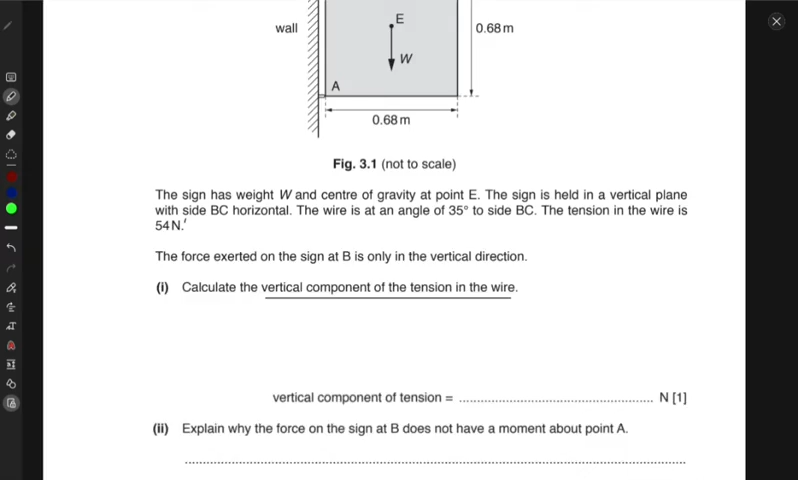 E
wall
0.68 m
W
A
0.68 m
Fig. 3.1 (not to scale)
The sign has weight W and centre of gravity at point E. The sign is held in a vertical plane
with side BC horizontal. The wire is at an angle of 35° to side BC. The tension in the wire is
54 N.
The force exerted on the sign at B is only in the vertical direction.
(i) Calculate the vertical component of the tension in the wire.
vertical component of tension = .................................................... N [1]
(ii) Explain why the force on the sign at B does not have a moment about point A.